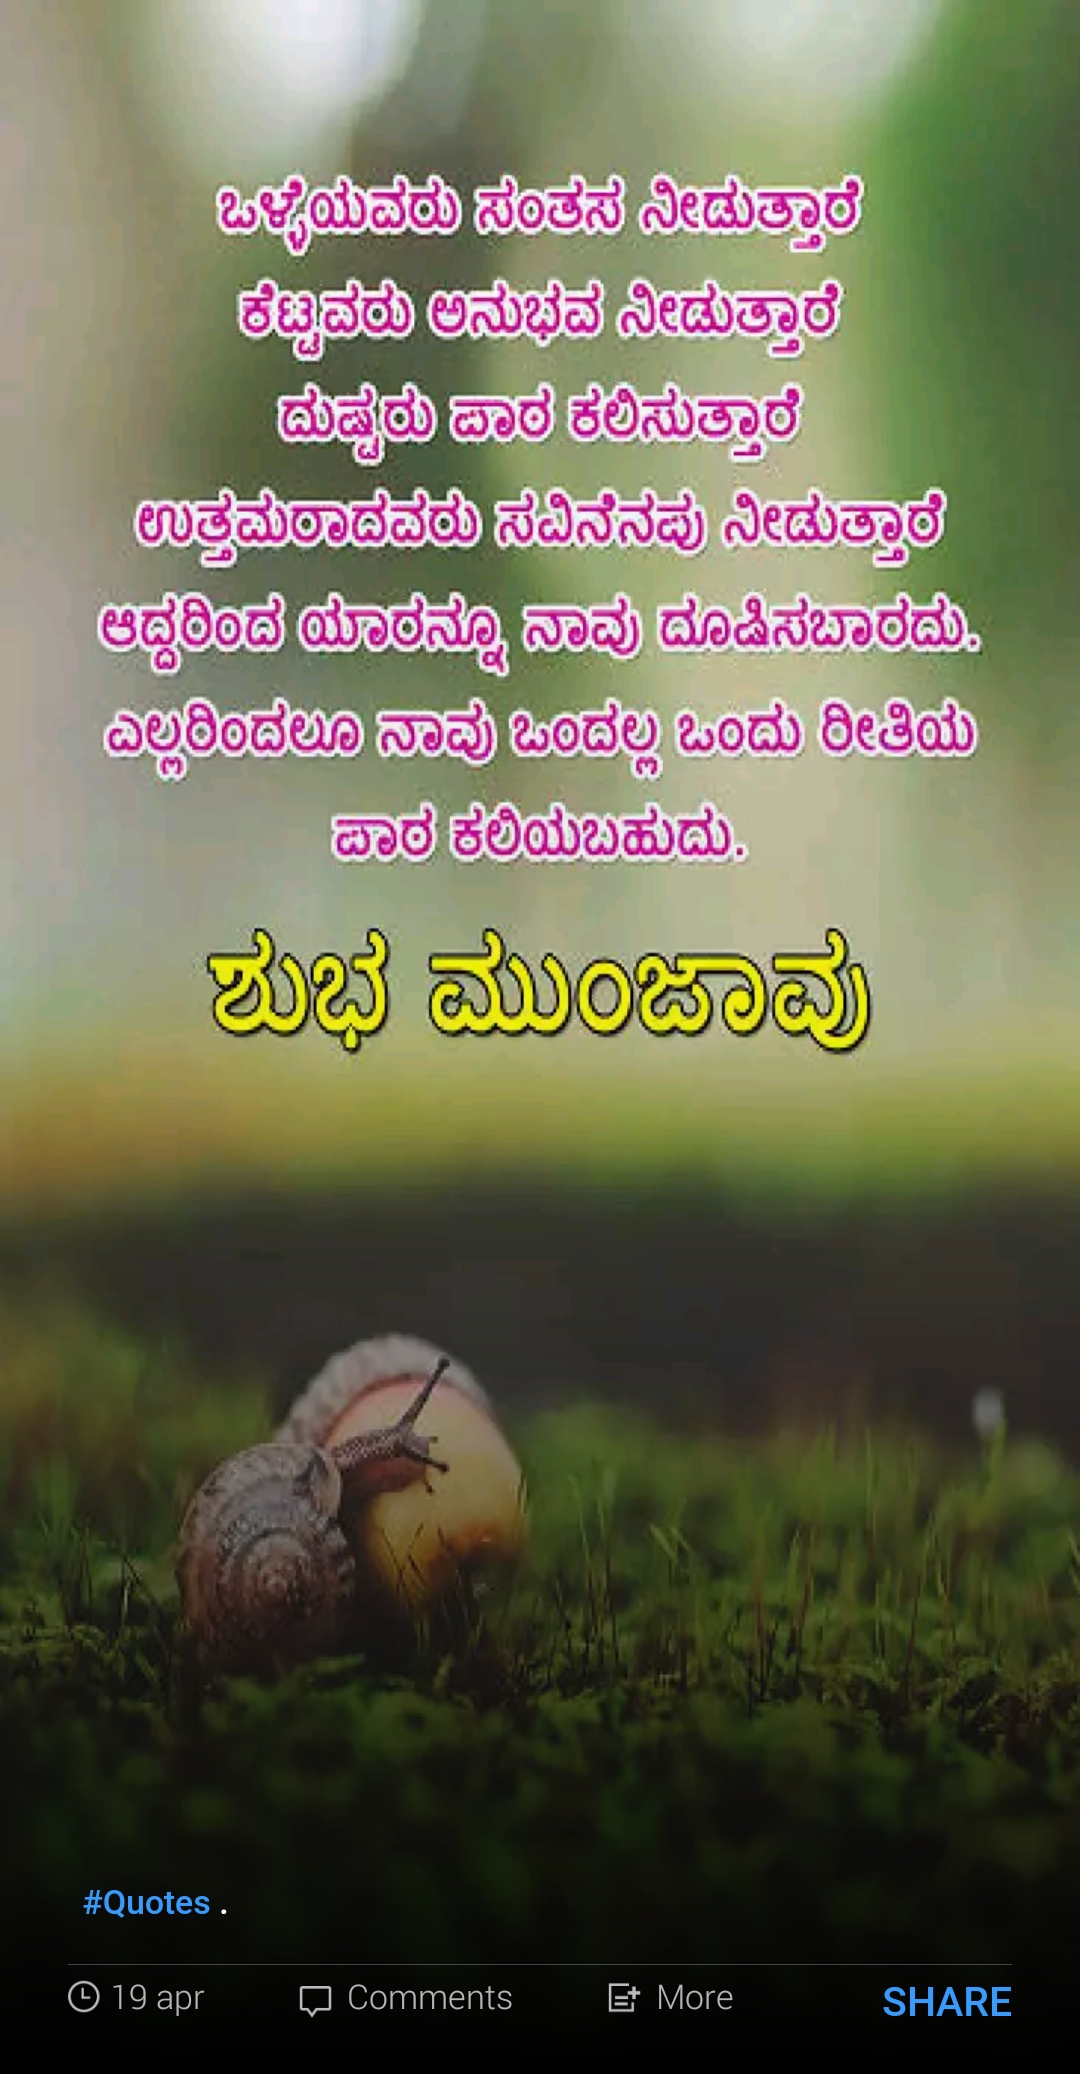 ಒಳ್ಳೆಯವರು ಸಂತಸ ನೀಡುತ್ತಾರೆ
ಕೆಟ್ಟವರು ಅನುಭವ ನೀಡುತ್ತಾರೆ
ದುಷ್ಟರು ಪಾಠ ಕಲಿಸುತ್ತಾರೆ
ಉತ್ತಮರಾದವರು ಸವಿನೆನಪು ನೀಡುತ್ತಾರೆ
ಆದ್ದರಿಂದ ಯಾರನ್ನೂ ನಾವು ದೂಷಿಸಬಾರದು.
ಎಲ್ಲರಿಂದಲೂ ನಾವು ಒಂದಲ್ಲ ಒಂದು ರೀತಿಯ
ಪಾಠ ಕಲಿಯಬಹುದು.
ಶುಭ ಮುಂಜಾವು
#Quotes .
19 apr Comments More SHARE